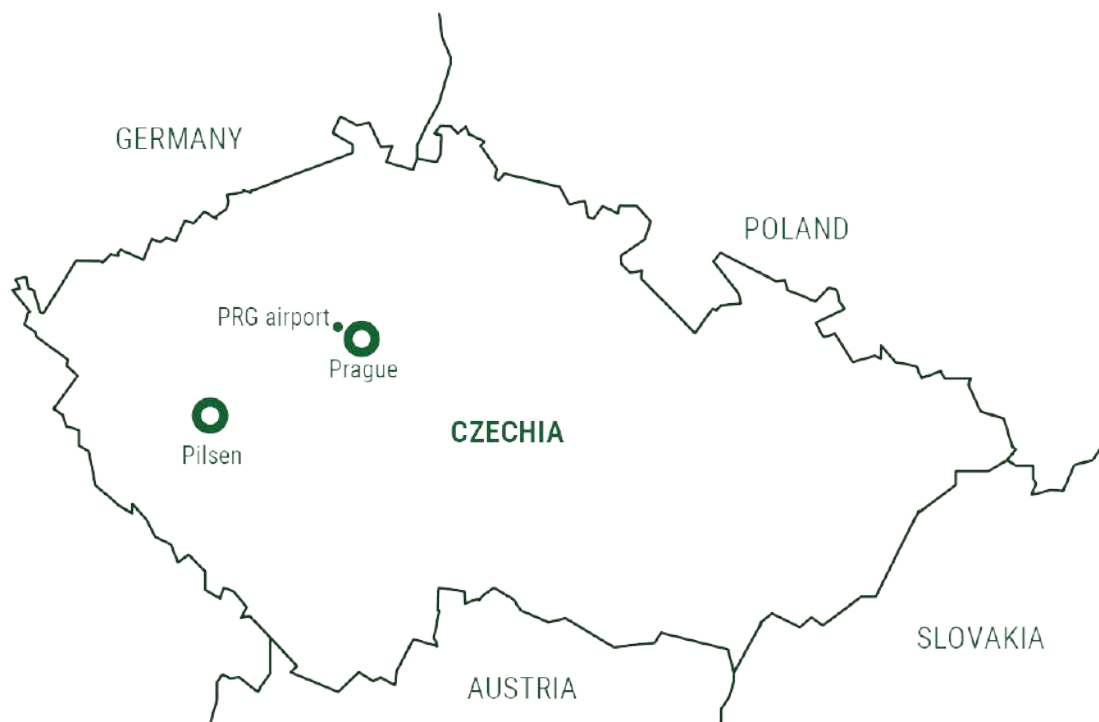 GERMANY
POLAND
PRG airport
Prague
CZECHIA
Pilsen
SLOVAKIA
AUSTRIA